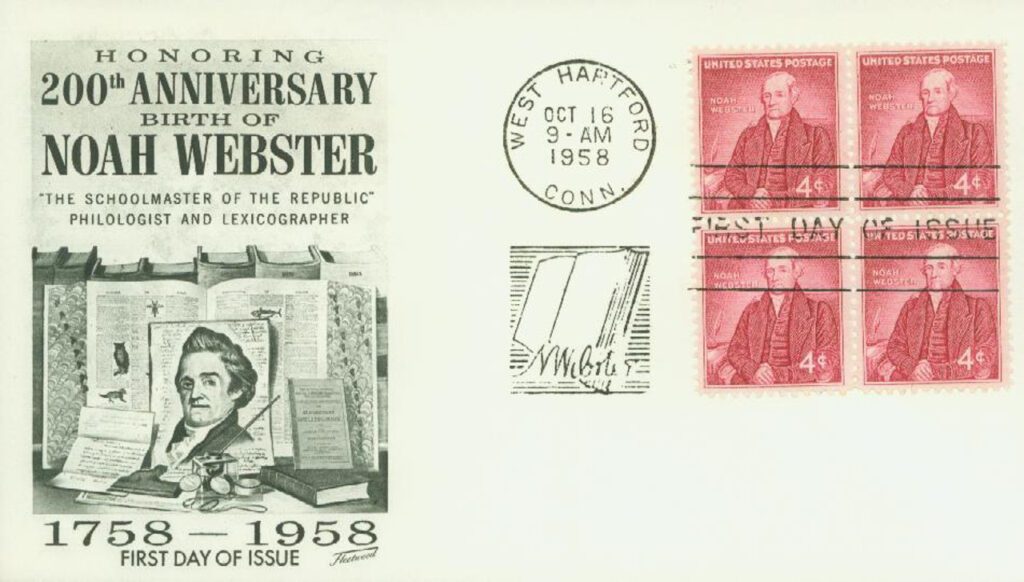 HONORING
200th ANNIVERSARY
BIRTH OF
NOAH WEBSTER
"THE SCHOOLMASTER OF THE REPUBLIC"
PHILOLOGIST AND LEXICOGRAPHER
1758 — 1958
FIRST DAY OF ISSUE
Fleetwood
WEST HARTFORD
OCT 16
9 - AM
1958
CONN.
N Webster
UNITED STATES POSTAGE
NOAH
WEBSTER
4¢
UNITED STATES POSTAGE
NOAH
WEBSTER
4¢
FIRST DAY OF ISSUE
UNITED STATES POSTAGE
NOAH
WEBSTER
4¢
UNITED STATES POSTAGE
NOAH
WEBSTER
4¢